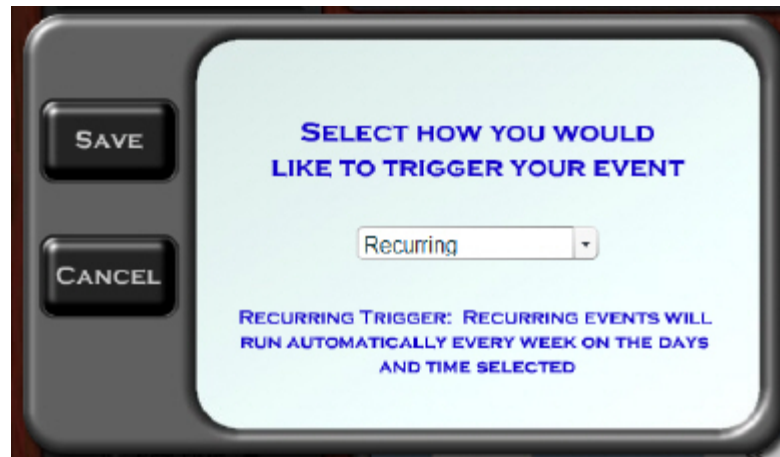 Save
Select how you would
like to trigger your event
Recurring
Cancel
Recurring Trigger: Recurring events will
run automatically every week on the days
and time selected